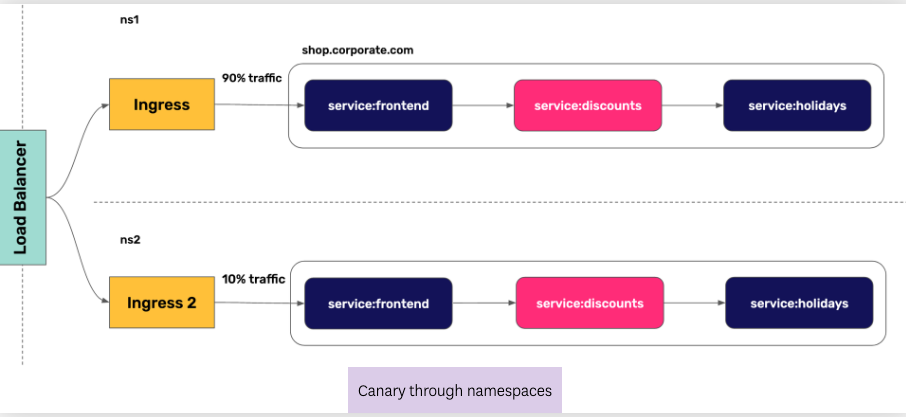 ns1
shop.corporate.com
Load Balancer
Ingress
90% traffic
service:frontend
service:discounts
service:holidays
ns2
Ingress 2
10% traffic
service:frontend
service:discounts
service:holidays
Canary through namespaces